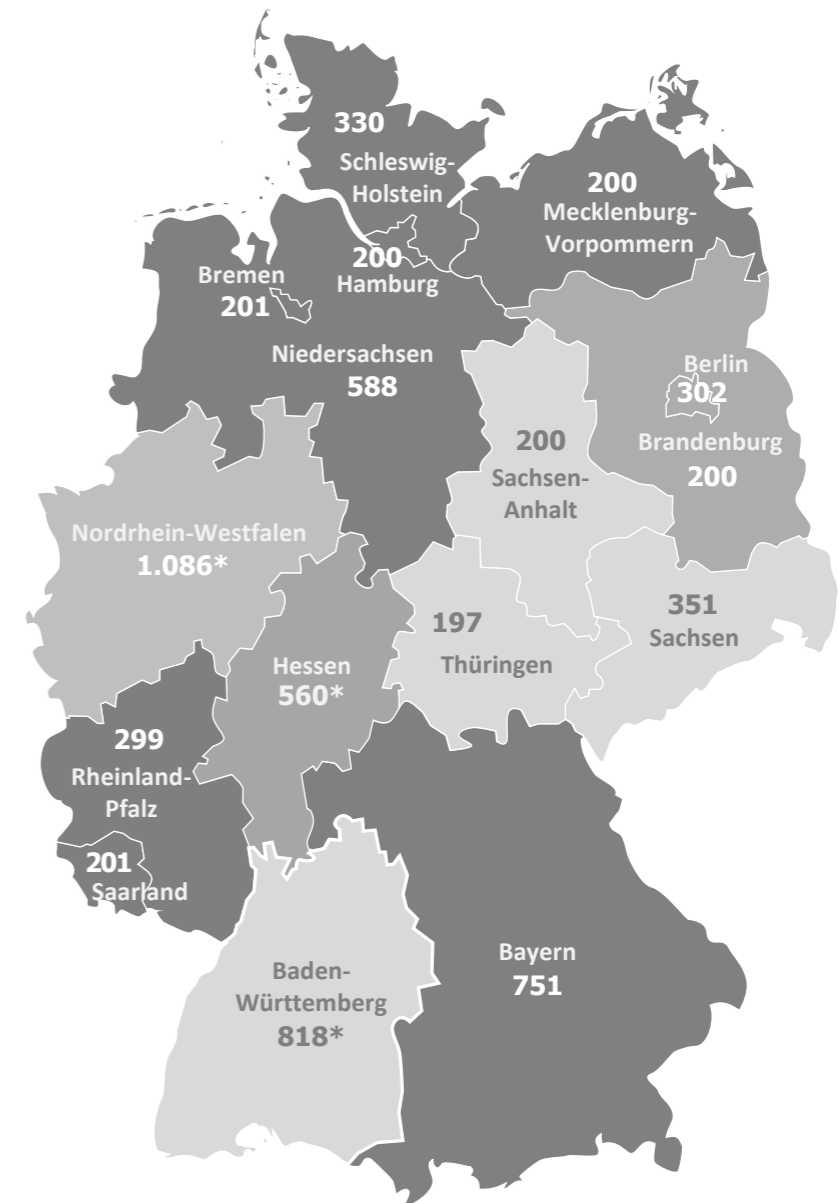 330
Schleswig-
Holstein
200
Mecklenburg-
Vorpommern
200
Hamburg
Bremen
201
Niedersachsen
588
Berlin
302
Brandenburg
200
200
Sachsen-
Anhalt
Nordrhein-Westfalen
1.086*
351
Sachsen
197
Thüringen
Hessen
560*
299
Rheinland-
Pfalz
201
Saarland
Bayern
751
Baden-
Württemberg
818*